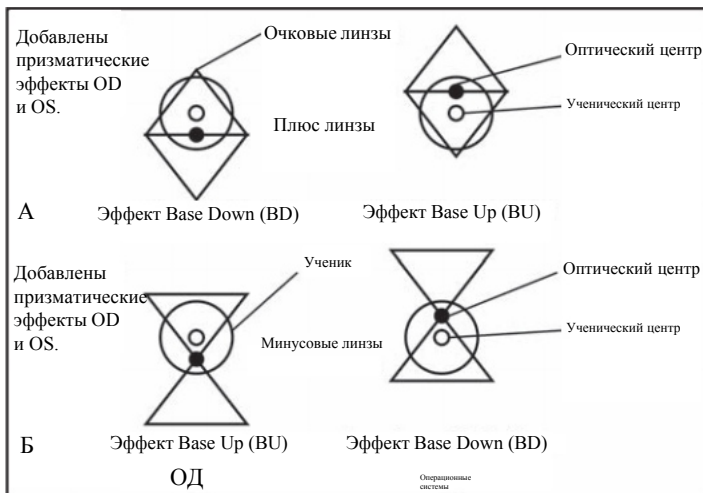 Добавлены
призматические
эффекты OD
и OS.
Очковые линзы
Оптический центр
Ученический центр
Плюс линзы
А
Эффект Base Down (BD)
Эффект Base Up (BU)
Добавлены
призматические
эффекты OD
и OS.
Ученик
Оптический центр
Минусовые линзы
Ученический центр
Б
Эффект Base Up (BU)
Эффект Base Down (BD)
ОД
Операционные
системы